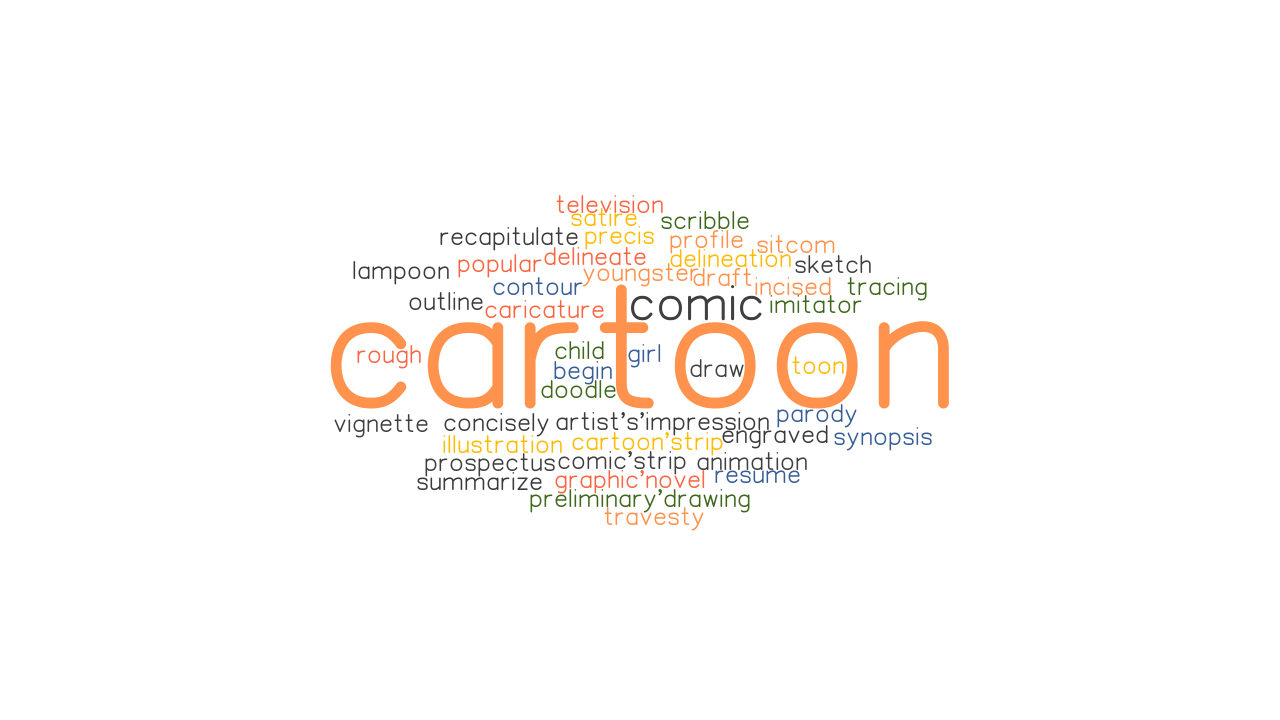 television
satire
scribble
recapitulate
precis
profile
sitcom
delineate
delineation
popular
lampoon
youngster
draft
sketch
contour
incised
tracing
outline
caricature
comic
imitator
cartoon
rough
child
girl
begin
draw
toon
doodle
vignette
concisely
artist's'impression
parody
illustration
cartoon'strip
engraved
synopsis
prospectus
comic'strip
animation
summarize
graphic'novel
resume
preliminary'drawing
travesty